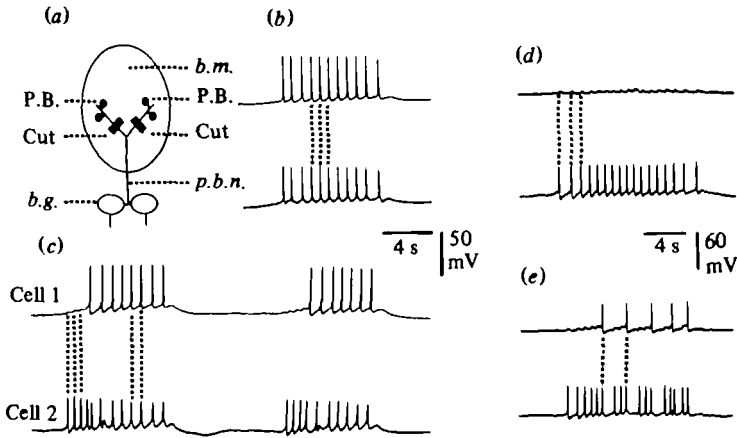 (a)
b.m.
P.B. P.B.
Cut Cut
p.b.n.
b.g.
(b)
(c)
Cell 1
Cell 2
4 s 50 mV
(d)
4 s 60 mV
(e)